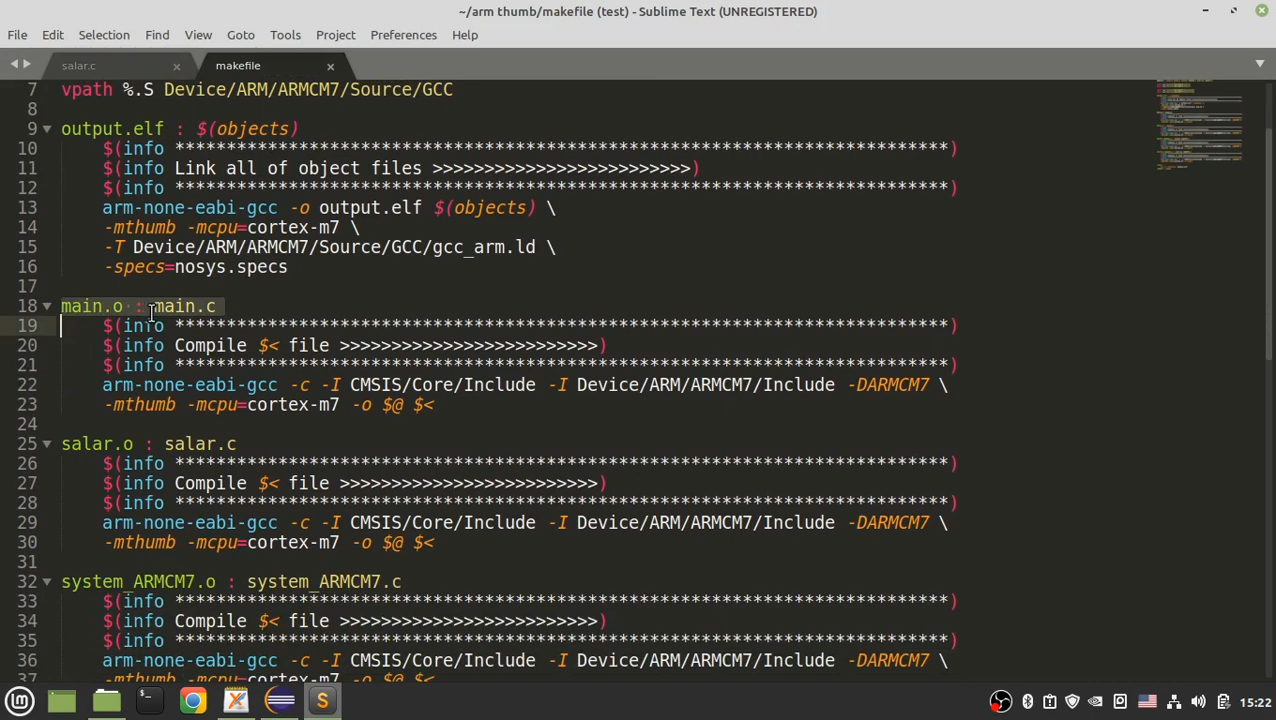 ~/arm thumb/makefile (test) - Sublime Text (UNREGISTERED)
File Edit Selection Find View Goto Tools Project Preferences Help
salar.c makefile
7 vpath %.S Device/ARM/ARMCM7/Source/GCC
8
9 output.elf : $(objects)
10 $(info ***************************************************************************)
11 $(info Link all of object files >>>>>>>>>>>>>>>>>>>>>>>>>)
12 $(info ***************************************************************************)
13 arm-none-eabi-gcc -o output.elf $(objects) \
14 -mthumb -mcpu=cortex-m7 \
15 -T Device/ARM/ARMCM7/Source/GCC/gcc_arm.ld \
16 -specs=nosys.specs
17
18 main.o : main.c
19 $(info ***************************************************************************)
20 $(info Compile $< file >>>>>>>>>>>>>>>>>>>>>>>>>)
21 $(info ***************************************************************************)
22 arm-none-eabi-gcc -c -I CMSIS/Core/Include -I Device/ARM/ARMCM7/Include -DARMCM7 \
23 -mthumb -mcpu=cortex-m7 -o $@ $<
24
25 salar.o : salar.c
26 $(info ***************************************************************************)
27 $(info Compile $< file >>>>>>>>>>>>>>>>>>>>>>>>>)
28 $(info ***************************************************************************)
29 arm-none-eabi-gcc -c -I CMSIS/Core/Include -I Device/ARM/ARMCM7/Include -DARMCM7 \
30 -mthumb -mcpu=cortex-m7 -o $@ $<
31
32 system_ARMCM7.o : system_ARMCM7.c
33 $(info ***************************************************************************)
34 $(info Compile $< file >>>>>>>>>>>>>>>>>>>>>>>>>)
35 $(info ***************************************************************************)
36 arm-none-eabi-gcc -c -I CMSIS/Core/Include -I Device/ARM/ARMCM7/Include -DARMCM7 \
37 -mthumb -mcpu=cortex-m7 -o $@ $<
15:22